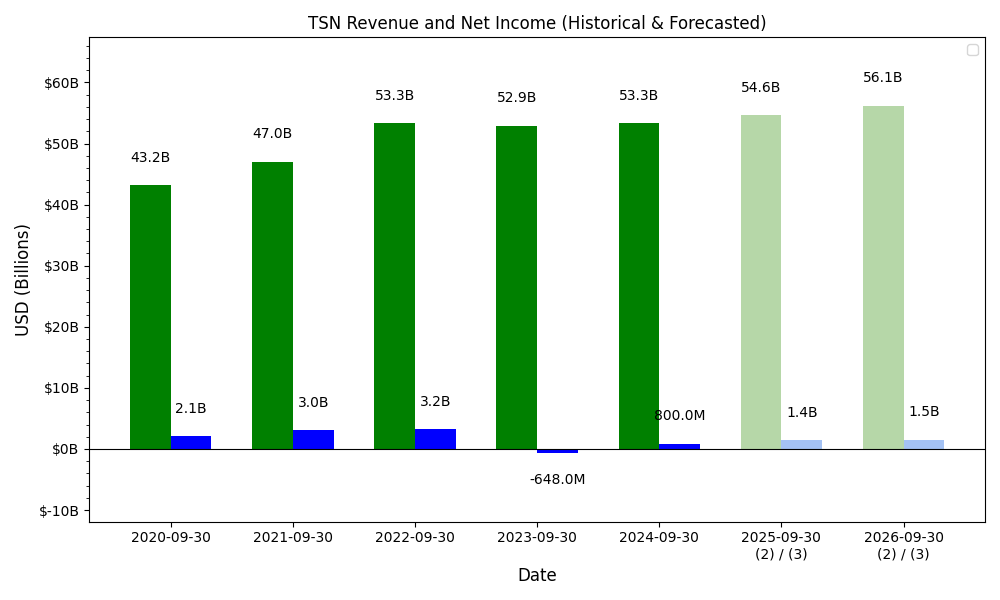 TSN Revenue and Net Income (Historical & Forecasted)
$60B
$50B
$40B
$30B
$20B
$10B
$0B
$-10B
USD (Billions)
43.2B
2.1B
47.0B
3.0B
53.3B
3.2B
52.9B
-648.0M
53.3B
800.0M
54.6B
1.4B
56.1B
1.5B
2020-09-30
2021-09-30
2022-09-30
2023-09-30
2024-09-30
2025-09-30
(2) / (3)
2026-09-30
(2) / (3)
Date